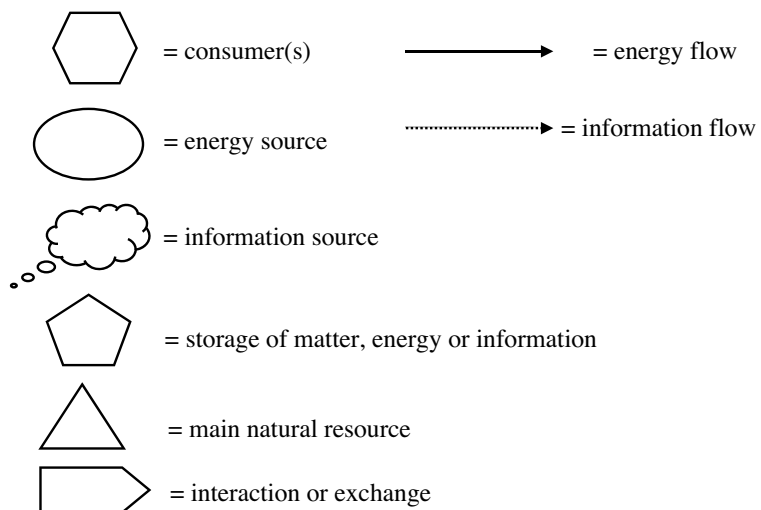 = consumer(s)
= energy flow
= energy source
= information flow
= information source
= storage of matter, energy or information
= main natural resource
= interaction or exchange